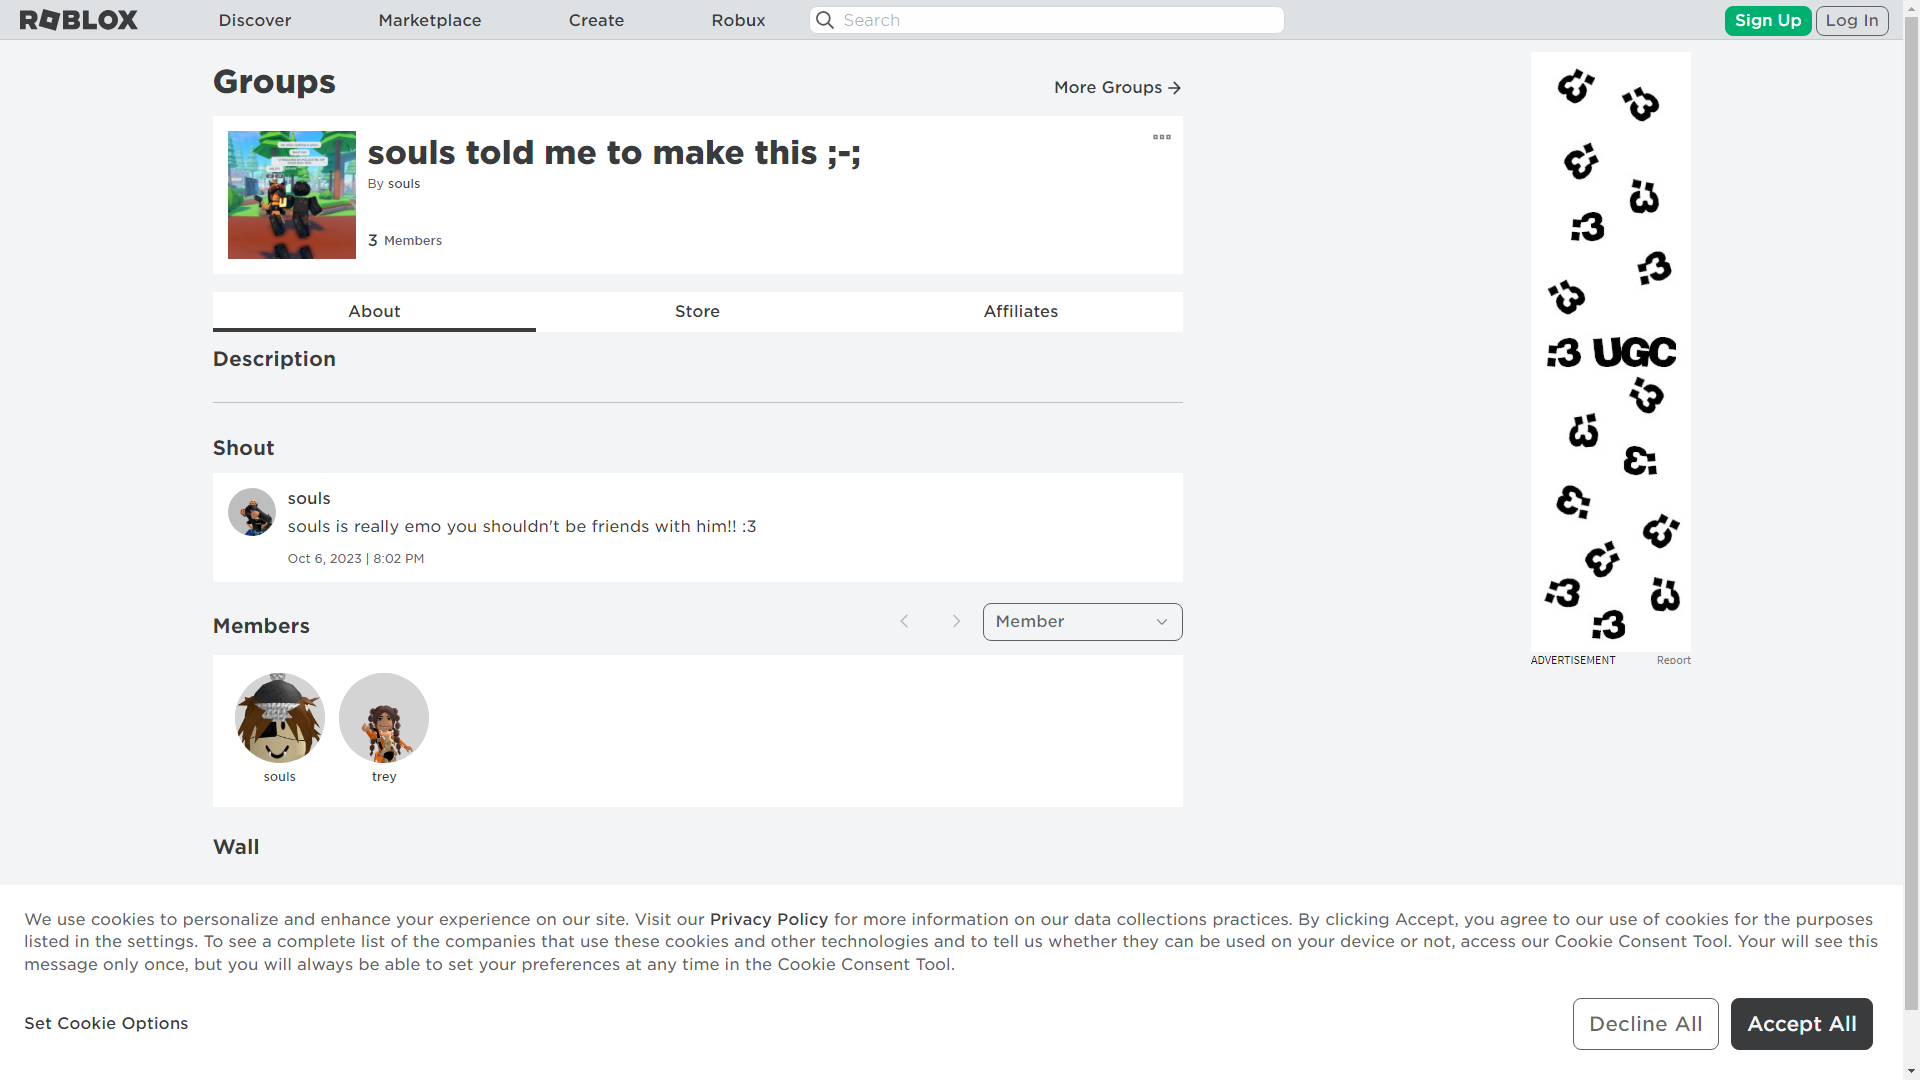 ROBLOX
Discover
Marketplace
Create
Robux
Search
Sign Up
Log In
Groups
More Groups
souls told me to make this ;-;
By souls
3 Members
About
Store
Affiliates
Description
Shout
souls
souls is really emo you shouldn't be friends with him!! :3
Oct 6, 2023 | 8:02 PM
Members
Member
souls
trey
Wall
:3
:3
:3
:3
:3
:3
:3
:3 UGC
:3
:3
:3
:3
:3
:3
:3
:3
:3
ADVERTISEMENT
Report
We use cookies to personalize and enhance your experience on our site. Visit our Privacy Policy for more information on our data collections practices. By clicking Accept, you agree to our use of cookies for the purposes
listed in the settings. To see a complete list of the companies that use these cookies and other technologies and to tell us whether they can be used on your device or not, access our Cookie Consent Tool. Your will see this
message only once, but you will always be able to set your preferences at any time in the Cookie Consent Tool.
Set Cookie Options
Decline All
Accept All